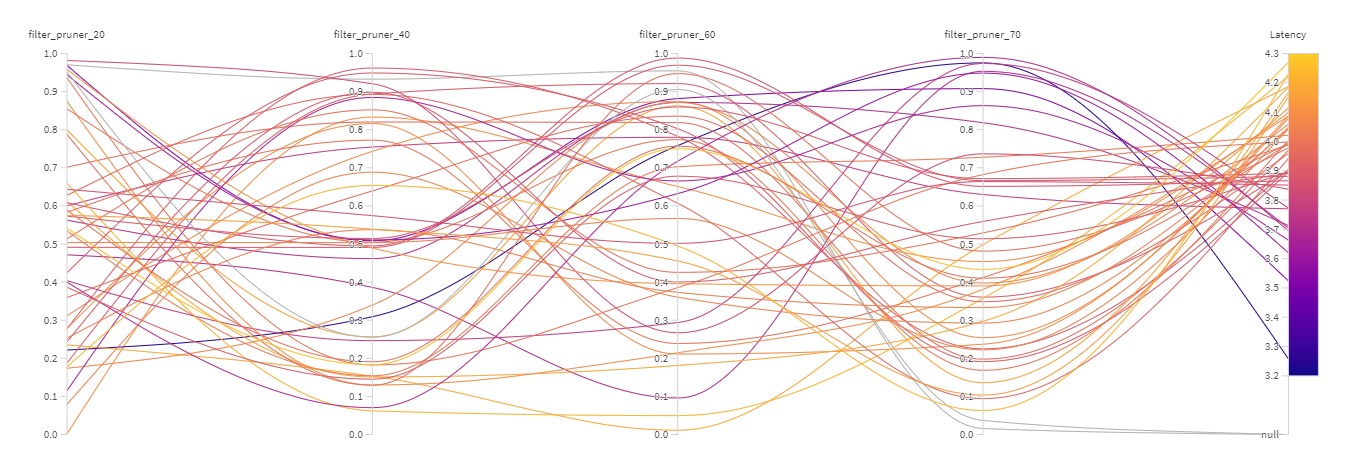 filter_pruner_20 filter_pruner_40 filter_pruner_60 filter_pruner_70 Latency
1.0 1.0 1.0 1.0 4.3
0.9 0.9 0.9 0.9 4.2
0.8 0.8 0.8 0.8 4.1
0.7 0.7 0.7 0.7 4.0
0.6 0.6 0.6 0.6 3.9
0.5 0.5 0.5 0.5 3.8
0.4 0.4 0.4 0.4 3.7
0.3 0.3 0.3 0.3 3.6
0.2 0.2 0.2 0.2 3.5
0.1 0.1 0.1 0.1 3.4
0.0 0.0 0.0 0.0 3.3
3.2
null